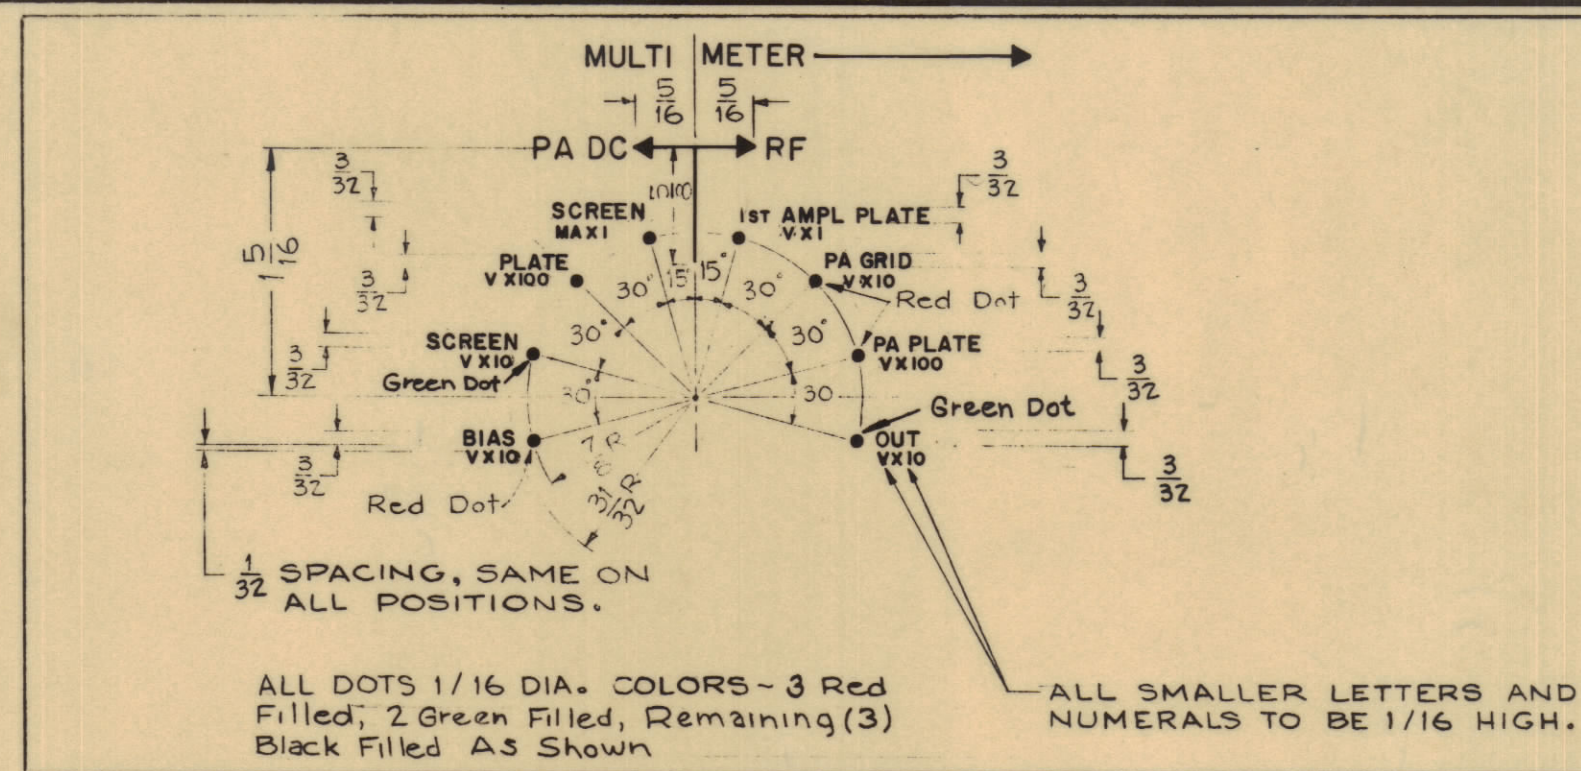 MULTI METER
5/16 5/16
PA DC RF
3/32 3/32
1 5/16
SCREEN 1ST AMPL PLATE
MAX1 VX1
PLATE PA GRID
VX100 VX10
15° 15°
30° 30°
3/32 Red Dot 3/32
30° 30°
SCREEN PA PLATE
VX10 VX100
3/32 3/32
Green Dot
30° 30
Green Dot
BIAS OUT
VX10 VX10
7/8 R
3/32 3/32
31/32 R
Red Dot
1/32 SPACING, SAME ON
ALL POSITIONS.
ALL DOTS 1/16 DIA. COLORS~3 Red
Filled, 2 Green Filled, Remaining (3)
Black Filled As Shown
ALL SMALLER LETTERS AND
NUMERALS TO BE 1/16 HIGH.